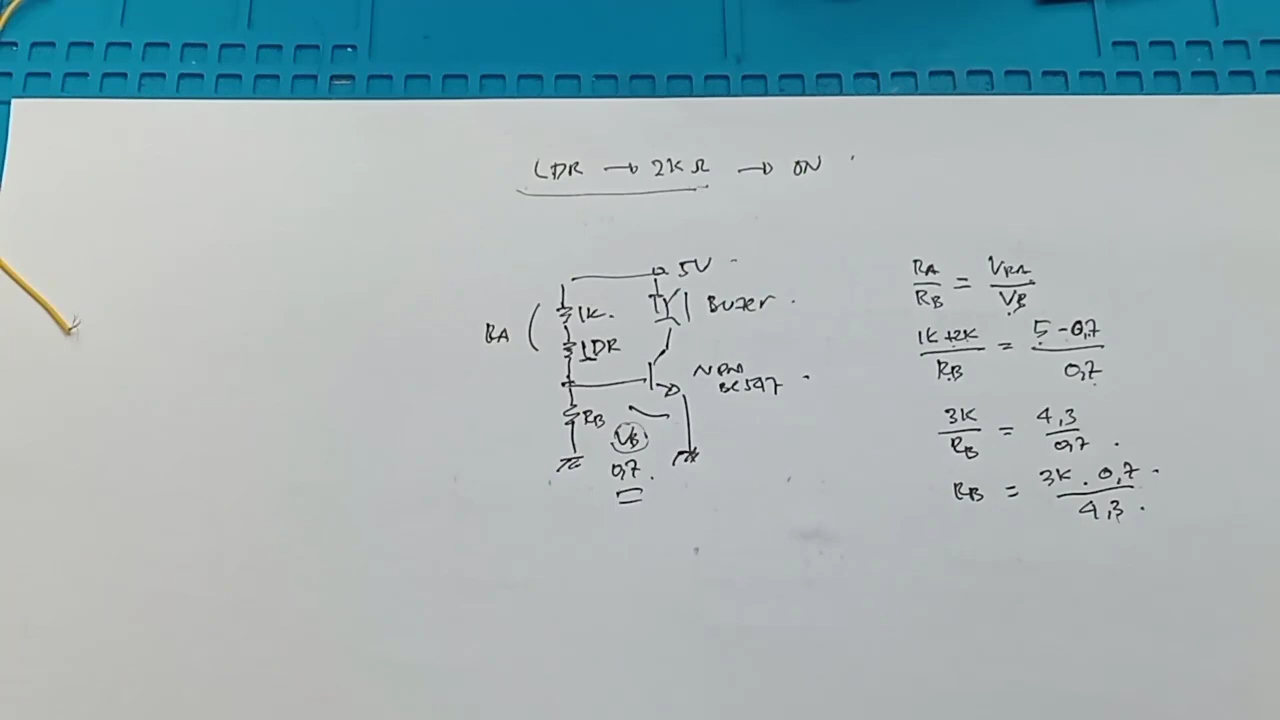 LDR → 2K Ω → ON
5V
1K.
Buzer
RA
LDR
NPN
BC547
RB
VB
0,7
RA/RB = VRA/VB
1K+2K/RB = 5-0,7/0,7
3K/RB = 4,3/0,7
RB = 3K . 0,7/4,3